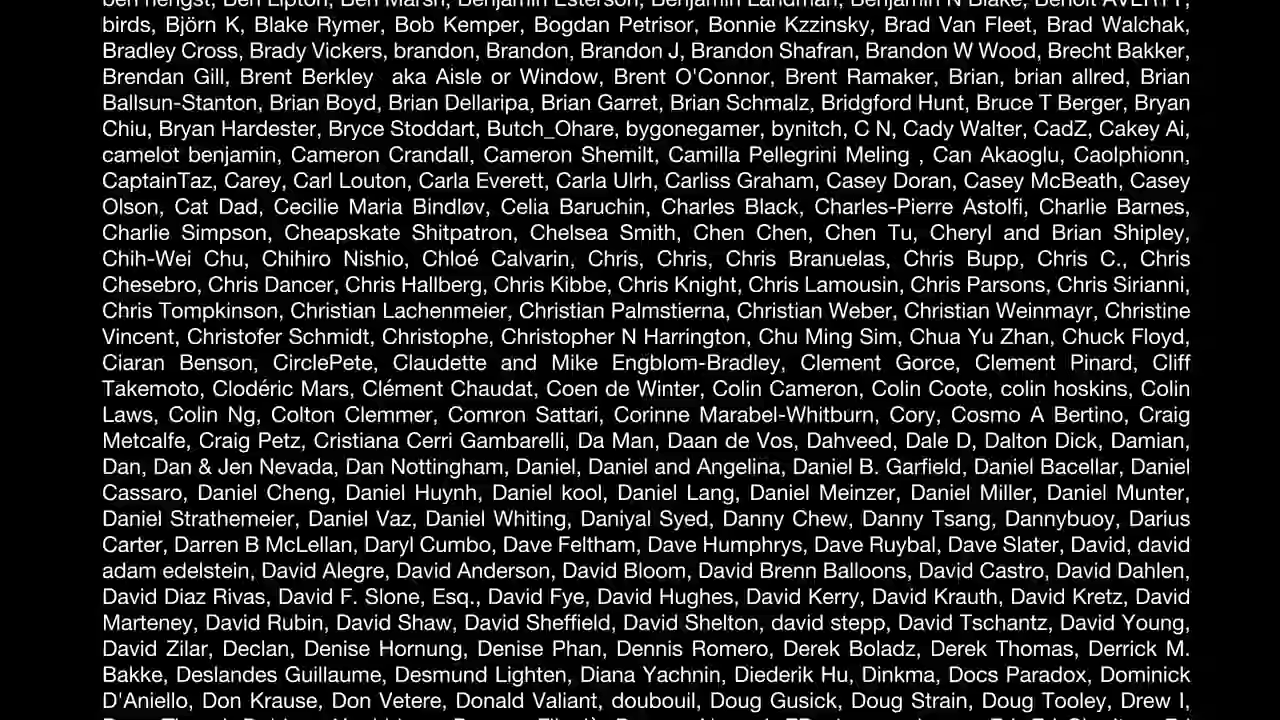 ben hengst, Ben Lipton, Ben Marsh, Benjamin Esterson, Benjamin Landman, Benjamin N Blake, Benoit AVERTY,
birds, Björn K, Blake Rymer, Bob Kemper, Bogdan Petrisor, Bonnie Kzzinsky, Brad Van Fleet, Brad Walchak,
Bradley Cross, Brady Vickers, brandon, Brandon, Brandon J, Brandon Shafran, Brandon W Wood, Brecht Bakker,
Brendan Gill, Brent Berkley  aka Aisle or Window, Brent O'Connor, Brent Ramaker, Brian, brian allred, Brian
Ballsun-Stanton, Brian Boyd, Brian Dellaripa, Brian Garret, Brian Schmalz, Bridgford Hunt, Bruce T Berger, Bryan
Chiu, Bryan Hardester, Bryce Stoddart, Butch_Ohare, bygonegamer, bynitch, C N, Cady Walter, CadZ, Cakey Ai,
camelot benjamin, Cameron Crandall, Cameron Shemilt, Camilla Pellegrini Meling , Can Akaoglu, Caolphionn,
CaptainTaz, Carey, Carl Louton, Carla Everett, Carla Ulrh, Carliss Graham, Casey Doran, Casey McBeath, Casey
Olson, Cat Dad, Cecilie Maria Bindløv, Celia Baruchin, Charles Black, Charles-Pierre Astolfi, Charlie Barnes,
Charlie Simpson, Cheapskate Shitpatron, Chelsea Smith, Chen Chen, Chen Tu, Cheryl and Brian Shipley,
Chih-Wei Chu, Chihiro Nishio, Chloé Calvarin, Chris, Chris, Chris Branuelas, Chris Bupp, Chris C., Chris
Chesebro, Chris Dancer, Chris Hallberg, Chris Kibbe, Chris Knight, Chris Lamousin, Chris Parsons, Chris Sirianni,
Chris Tompkinson, Christian Lachenmeier, Christian Palmstierna, Christian Weber, Christian Weinmayr, Christine
Vincent, Christofer Schmidt, Christophe, Christopher N Harrington, Chu Ming Sim, Chua Yu Zhan, Chuck Floyd,
Ciaran Benson, CirclePete, Claudette and Mike Engblom-Bradley, Clement Gorce, Clement Pinard, Cliff
Takemoto, Clodéric Mars, Clément Chaudat, Coen de Winter, Colin Cameron, Colin Coote, colin hoskins, Colin
Laws, Colin Ng, Colton Clemmer, Comron Sattari, Corinne Marabel-Whitburn, Cory, Cosmo A Bertino, Craig
Metcalfe, Craig Petz, Cristiana Cerri Gambarelli, Da Man, Daan de Vos, Dahveed, Dale D, Dalton Dick, Damian,
Dan, Dan & Jen Nevada, Dan Nottingham, Daniel, Daniel and Angelina, Daniel B. Garfield, Daniel Bacellar, Daniel
Cassaro, Daniel Cheng, Daniel Huynh, Daniel kool, Daniel Lang, Daniel Meinzer, Daniel Miller, Daniel Munter,
Daniel Strathemeier, Daniel Vaz, Daniel Whiting, Daniyal Syed, Danny Chew, Danny Tsang, Dannybuoy, Darius
Carter, Darren B McLellan, Daryl Cumbo, Dave Feltham, Dave Humphrys, Dave Ruybal, Dave Slater, David, david
adam edelstein, David Alegre, David Anderson, David Bloom, David Brenn Balloons, David Castro, David Dahlen,
David Diaz Rivas, David F. Slone, Esq., David Fye, David Hughes, David Kerry, David Krauth, David Kretz, David
Marteney, David Rubin, David Shaw, David Sheffield, David Shelton, david stepp, David Tschantz, David Young,
David Zilar, Declan, Denise Hornung, Denise Phan, Dennis Romero, Derek Boladz, Derek Thomas, Derrick M.
Bakke, Deslandes Guillaume, Desmund Lighten, Diana Yachnin, Diederik Hu, Dinkma, Docs Paradox, Dominick
D'Aniello, Don Krause, Don Vetere, Donald Valiant, doubouil, Doug Gusick, Doug Strain, Doug Tooley, Drew I,